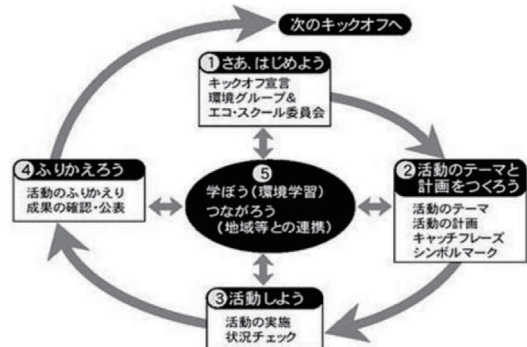 次のキックオフへ
① さあ、はじめよう
キックオフ宣言
環境グループ&
エコ・スクール委員会
② 活動のテーマと
計画をつくろう
活動のテーマ
活動の計画
キャッチフレーズ
シンボルマーク
③ 活動しよう
活動の実施
状況チェック
④ ふりかえろう
活動のふりかえり
成果の確認・公表
⑤
学ぼう(環境学習)
つながろう
(地域等との連携)